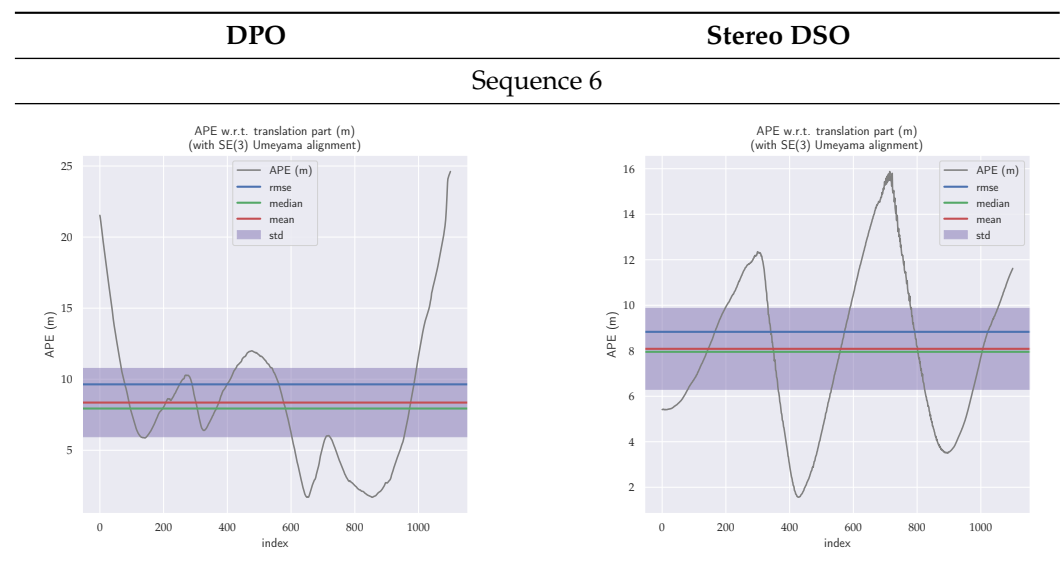 DPO Stereo DSO
Sequence 6
APE w.r.t. translation part (m)
(with SE(3) Umeyama alignment)
25
20
15
10
5
APE (m)
APE (m)
rmse
median
mean
std
0 200 400 600 800 1000
index
APE w.r.t. translation part (m)
(with SE(3) Umeyama alignment)
16
14
12
10
8
6
4
2
APE (m)
APE (m)
rmse
median
mean
std
0 200 400 600 800 1000
index